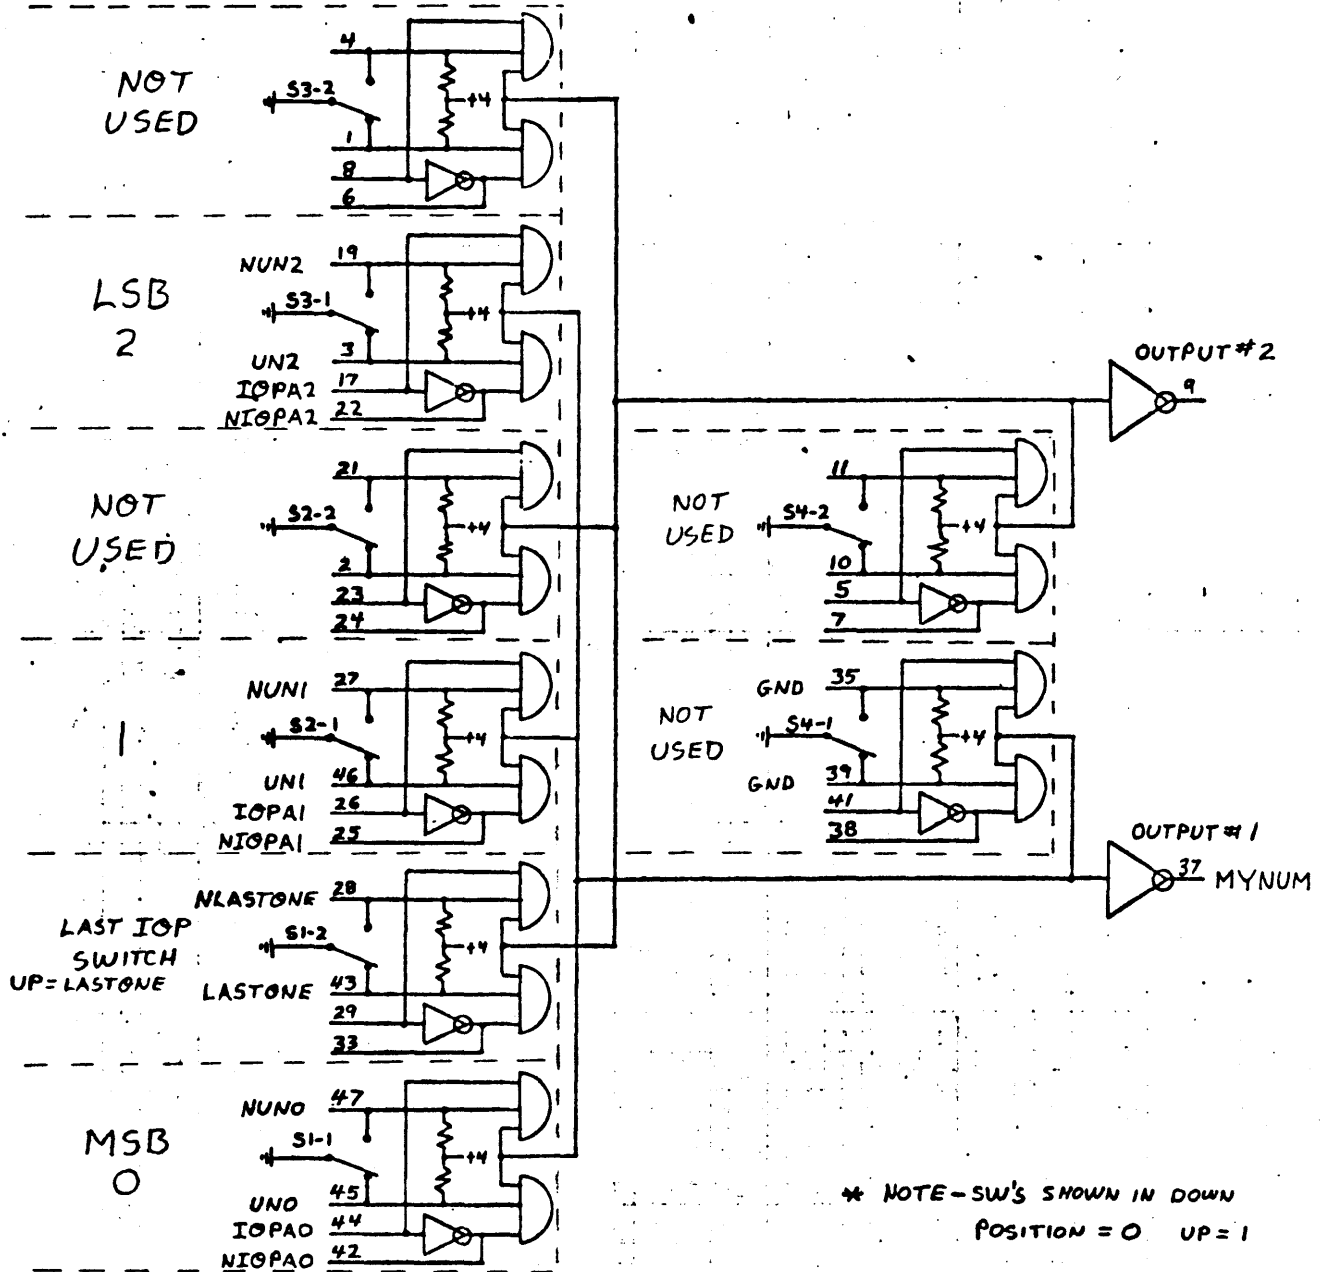 NOT
USED
4
S3-2
+4
1
8
6
LSB
2
NUN2 19
S3-1
+4
UN2 3
IOPA2 17
NIOPA2 22
NOT
USED
21
S2-2
+4
2
23
24
1
NUN1 27
S2-1
+4
UN1 46
IOPA1 26
NIOPA1 25
LAST IOP
SWITCH
UP=LASTONE
NLASTONE 28
S1-2
+4
LASTONE 43
29
33
MSB
0
NUN0 47
S1-1
+4
UN0 45
IOPA0 44
NIOPA0 42
OUTPUT #2
9
NOT
USED
11
S4-2
+4
10
5
7
NOT
USED
GND 35
S4-1
+4
GND 39
41
38
OUTPUT #1
37 MYNUM
* NOTE - SW'S SHOWN IN DOWN
POSITION = 0 UP = 1